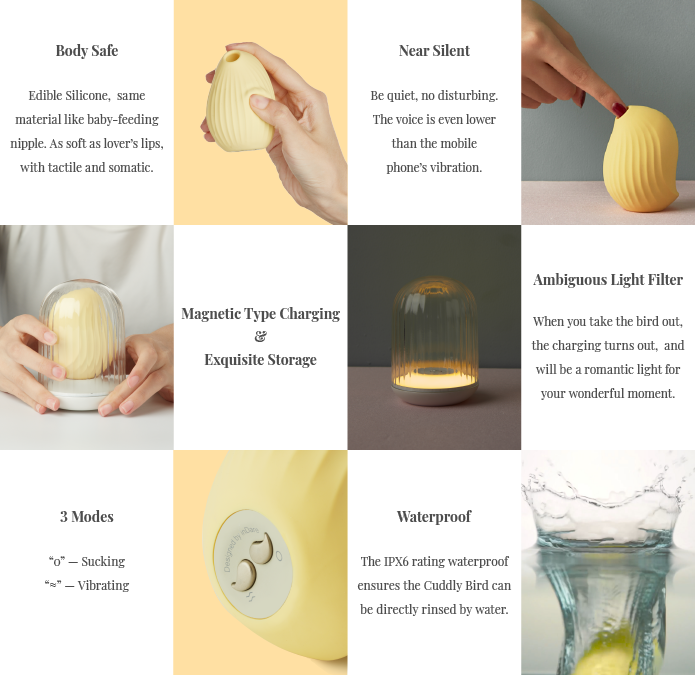 Body Safe
Edible Silicone, same
material like baby-feeding
nipple. As soft as lover's lips,
with tactile and somatic.
Near Silent
Be quiet, no disturbing.
The voice is even lower
than the mobile
phone's vibration.
Magnetic Type Charging
&
Exquisite Storage
Ambiguous Light Filter
When you take the bird out,
the charging turns out, and
will be a romantic light for
your wonderful moment.
3 Modes
“o” — Sucking
“≈” — Vibrating
Designed by mDaini
Waterproof
The IPX6 rating waterproof
ensures the Cuddly Bird can
be directly rinsed by water.